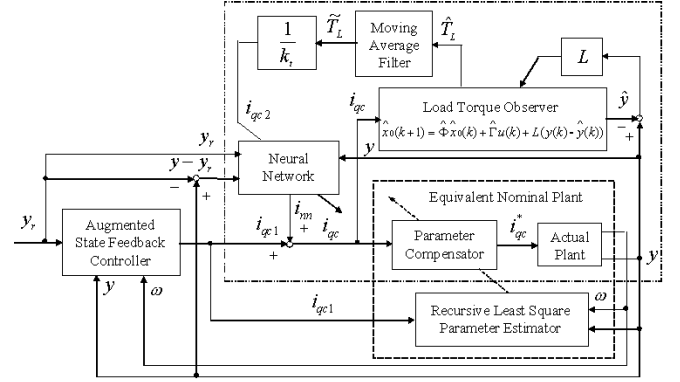 1
k_t
T̃_L
Moving
Average
Filter
T̂_L
L
i_qc2
i_qc
Load Torque Observer
x̂0(k+1) = Φ̂x̂0(k) + Γ̂u(k) + L(y(k) - ŷ(k))
ŷ
−
+
y_r
y − y_r
−
+
Neural
Network
y
y_r
Augmented
State Feedback
Controller
i_qc1
+
i_nn
+
i_qc
Equivalent Nominal Plant
Parameter
Compensator
i*_qc
Actual
Plant
y
y
ω
i_qc1
Recursive Least Square
Parameter Estimator
ω